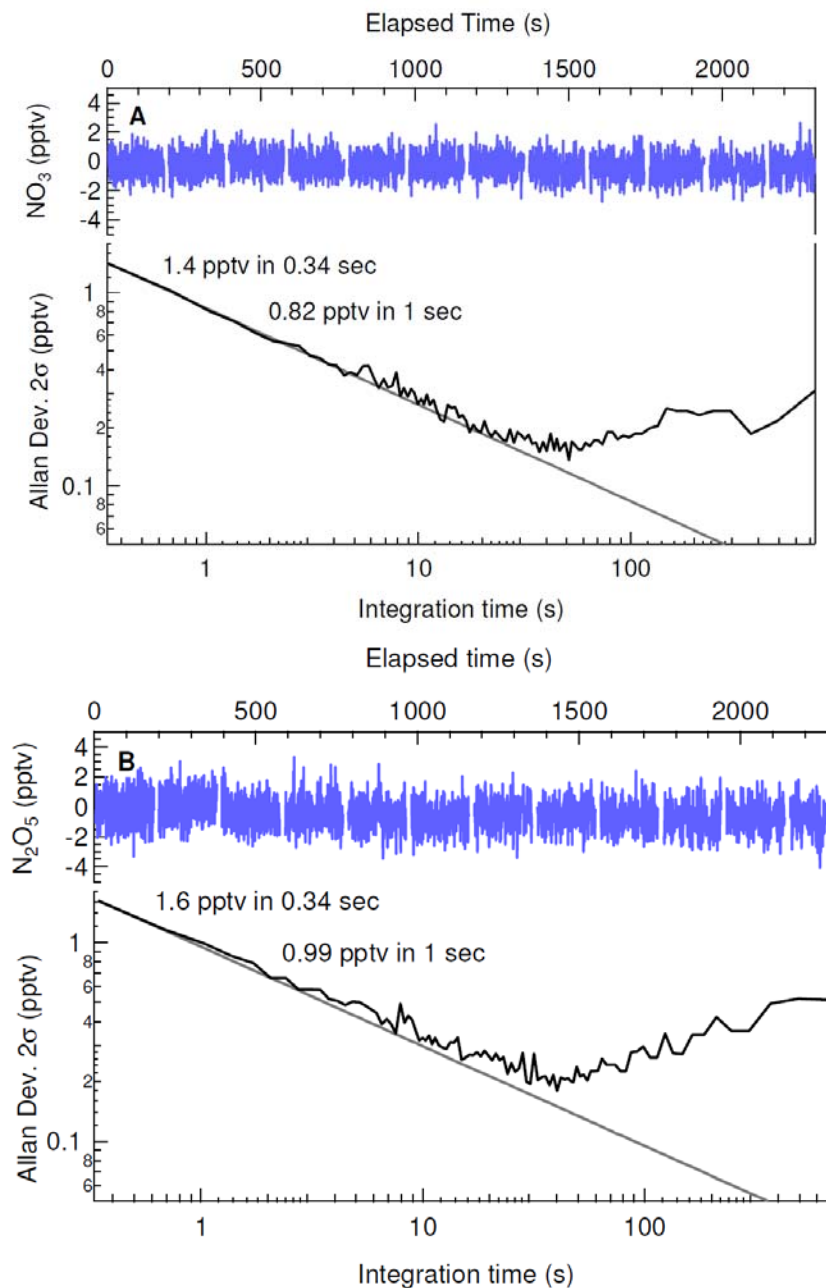 Elapsed Time (s)
0 500 1000 1500 2000
A
NO₃ (pptv)
4
2
0
-2
-4
1.4 pptv in 0.34 sec
0.82 pptv in 1 sec
Allan Dev. 2σ (pptv)
1
8
6
4
2
0.1
8
6
1 10 100
Integration time (s)
Elapsed time (s)
0 500 1000 1500 2000
B
N₂O₅ (pptv)
4
2
0
-2
-4
1.6 pptv in 0.34 sec
0.99 pptv in 1 sec
Allan Dev. 2σ (pptv)
1
8
6
4
2
0.1
8
6
1 10 100
Integration time (s)